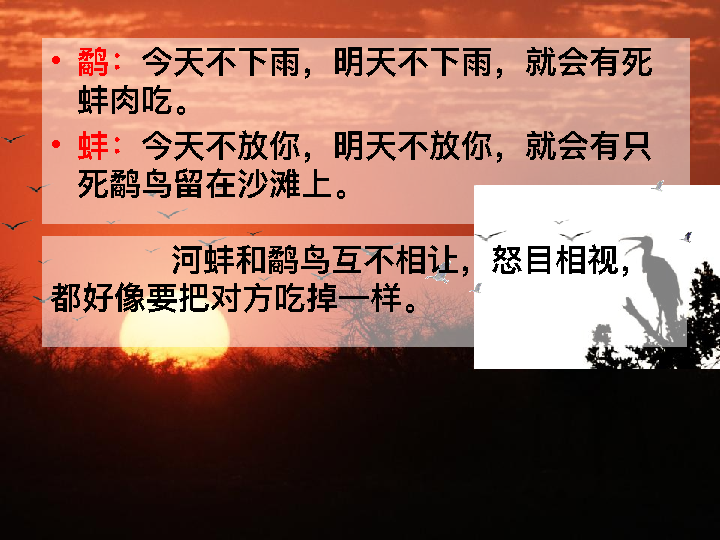 • 鹬：今天不下雨，明天不下雨，就会有死
蚌肉吃。
• 蚌：今天不放你，明天不放你，就会有只
死鹬鸟留在沙滩上。
河蚌和鹬鸟互不相让，怒目相视，
都好像要把对方吃掉一样。